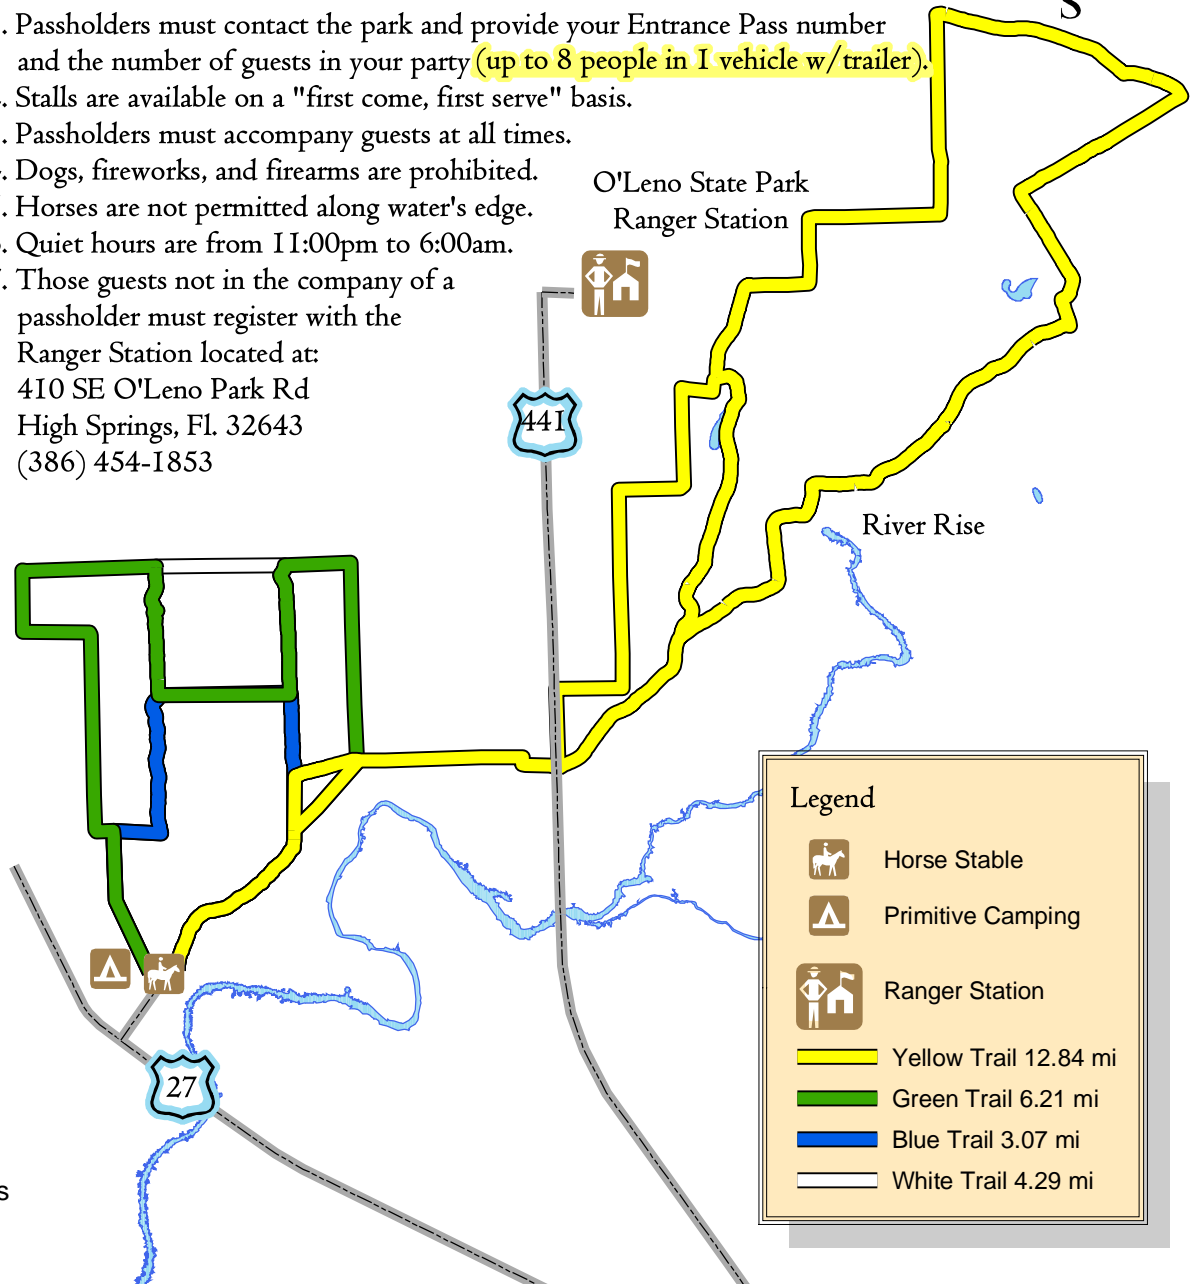 S
. Passholders must contact the park and provide your Entrance Pass number
and the number of guests in your party (up to 8 people in 1 vehicle w/trailer).
. Stalls are available on a "first come, first serve" basis.
. Passholders must accompany guests at all times.
. Dogs, fireworks, and firearms are prohibited.
. Horses are not permitted along water's edge.
. Quiet hours are from 11:00pm to 6:00am.
. Those guests not in the company of a
passholder must register with the
Ranger Station located at:
410 SE O'Leno Park Rd
High Springs, Fl. 32643
(386) 454-1853
O'Leno State Park
Ranger Station
441
River Rise
27
s
Legend
Horse Stable
Primitive Camping
Ranger Station
Yellow Trail 12.84 mi
Green Trail 6.21 mi
Blue Trail 3.07 mi
White Trail 4.29 mi